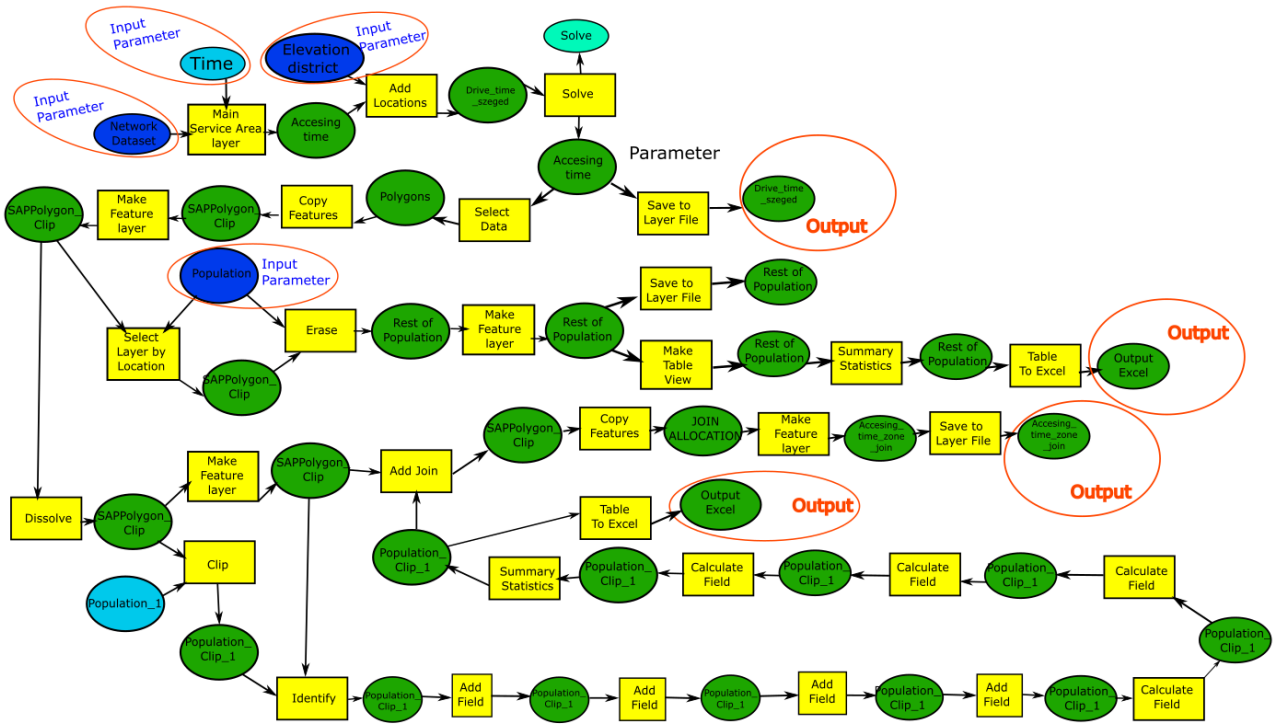 Input
Parameter
Time
Input
Parameter
Elevation
district
Input
Parameter
Network
Dataset
Main
Service Area
layer
Accesing
time
Add
Locations
Drive_time
_szeged
Solve
Solve
Accesing
time
Parameter
Save to
Layer File
Drive_time
_szeged
Output
Select
Data
Polygons
Copy
Features
SAPPolygon_
Clip
Make
Feature
layer
SAPPolygon_
Clip
Population
Input
Parameter
Select
Layer by
Location
SAPPolygon_
Clip
Erase
Rest of
Population
Make
Feature
layer
Rest of
Population
Save to
Layer File
Rest of
Population
Make
Table
View
Rest of
Population
Summary
Statistics
Rest of
Population
Table
To Excel
Output
Excel
Output
Dissolve
SAPPolygon_
Clip
Make
Feature
layer
SAPPolygon_
Clip
Add Join
SAPPolygon_
Clip
Copy
Features
JOIN
ALLOCATION
Make
Feature
layer
Accesing_
time_zone
_join
Save to
Layer File
Accesing_
time_zone
_join
Output
Clip
Population_1
Population_
Clip_1
Identify
Population_
Clip_1
Add
Field
Population_
Clip_1
Add
Field
Population_
Clip_1
Add
Field
Population_
Clip_1
Add
Field
Population_
Clip_1
Calculate
Field
Population_
Clip_1
Calculate
Field
Population_
Clip_1
Calculate
Field
Population_
Clip_1
Calculate
Field
Population_
Clip_1
Summary
Statistics
Population_
Clip_1
Table
To Excel
Output
Excel
Output